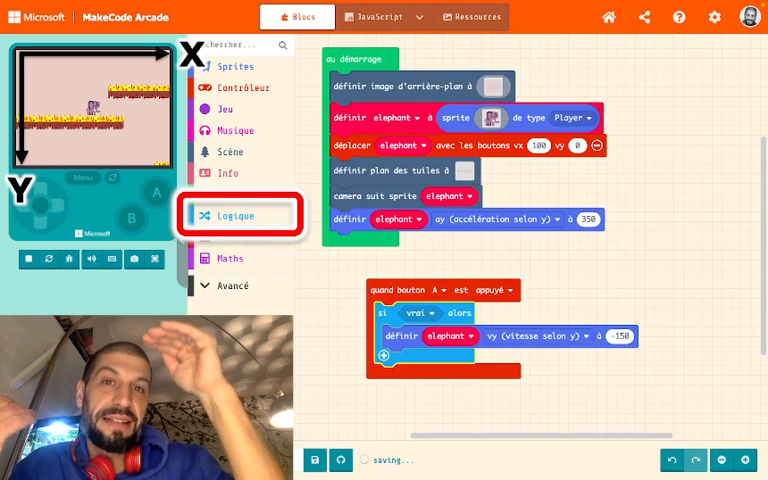 Microsoft MakeCode Arcade Blocs JavaScript Ressources
X
Y
Menu
A
B
Microsoft
chercher...
Sprites
Contrôleur
Jeu
Musique
Scène
Info
Logique
Maths
Avancé
au démarrage
définir image d'arrière-plan à
définir elephant à sprite de type Player
déplacer elephant avec les boutons vx 100 vy 0
définir plan des tuiles à
camera suit sprite elephant
définir elephant ay (accélération selon y) à 350
quand bouton A est appuyé
si vrai alors
définir elephant vy (vitesse selon y) à -150
saving...